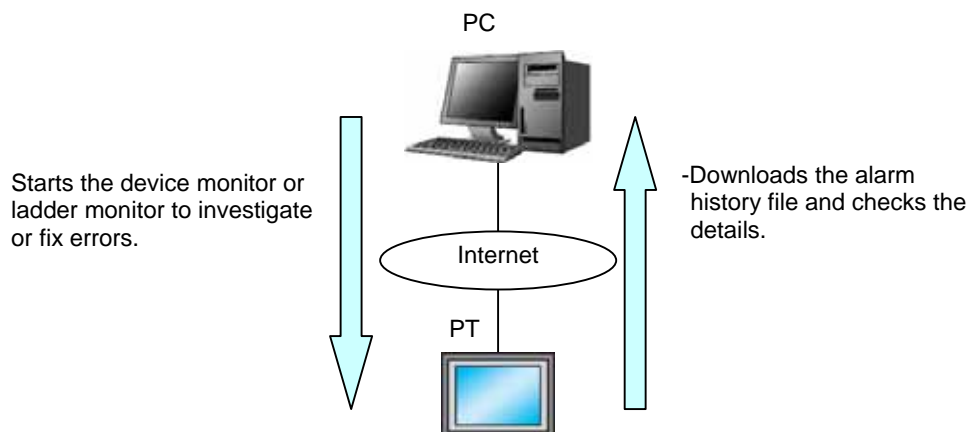 PC
Starts the device monitor or
ladder monitor to investigate
or fix errors.
-Downloads the alarm
history file and checks the
details.
Internet
PT